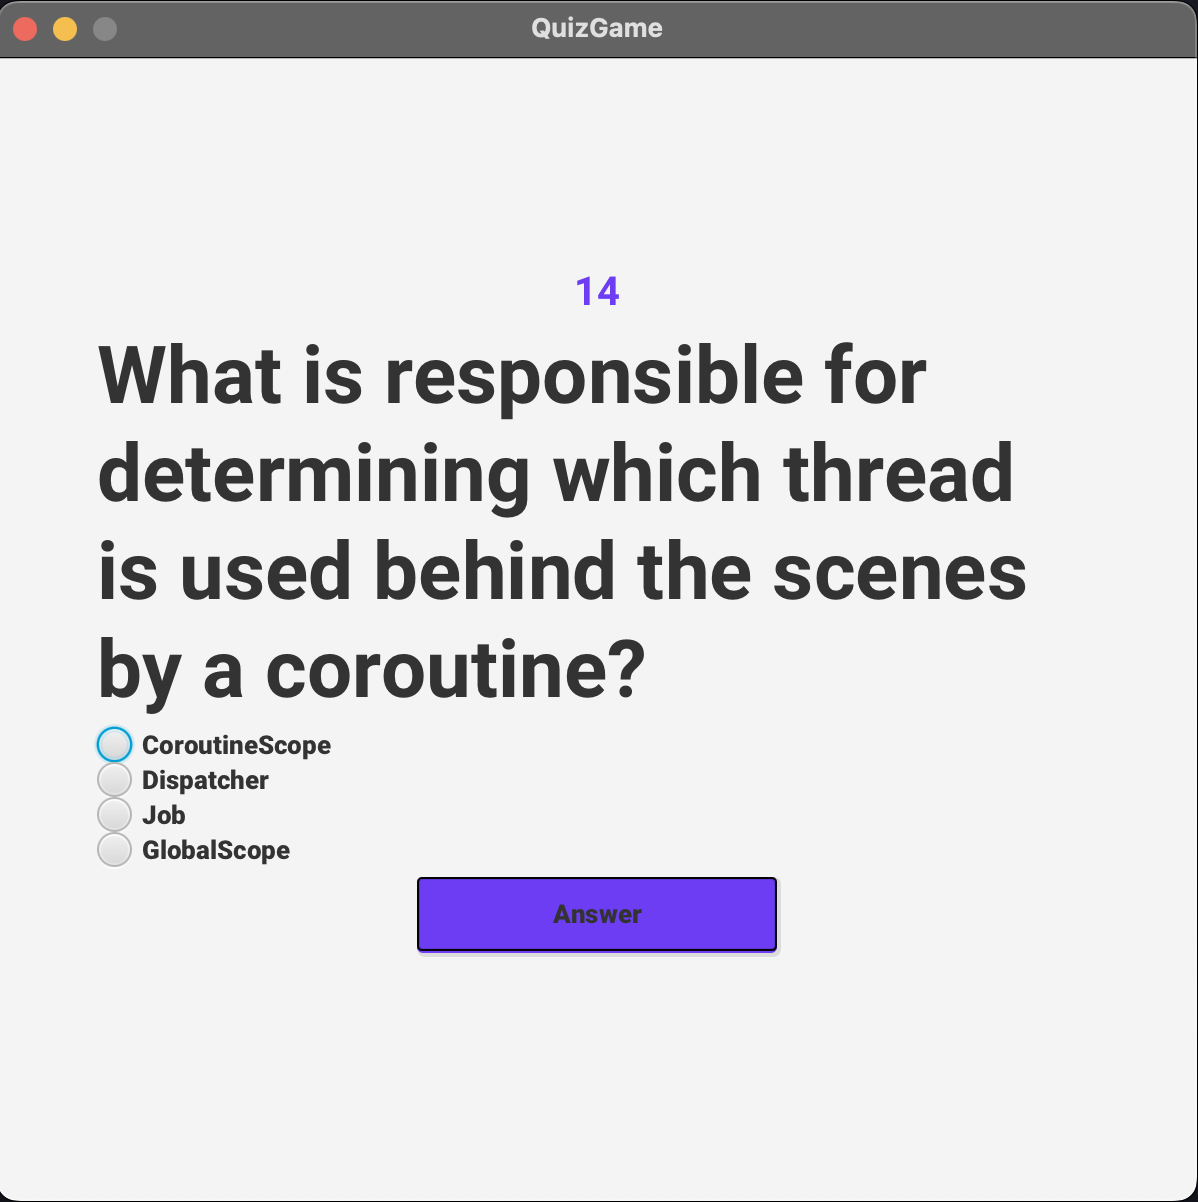 QuizGame
14
What is responsible for
determining which thread
is used behind the scenes
by a coroutine?
CoroutineScope
Dispatcher
Job
GlobalScope
Answer